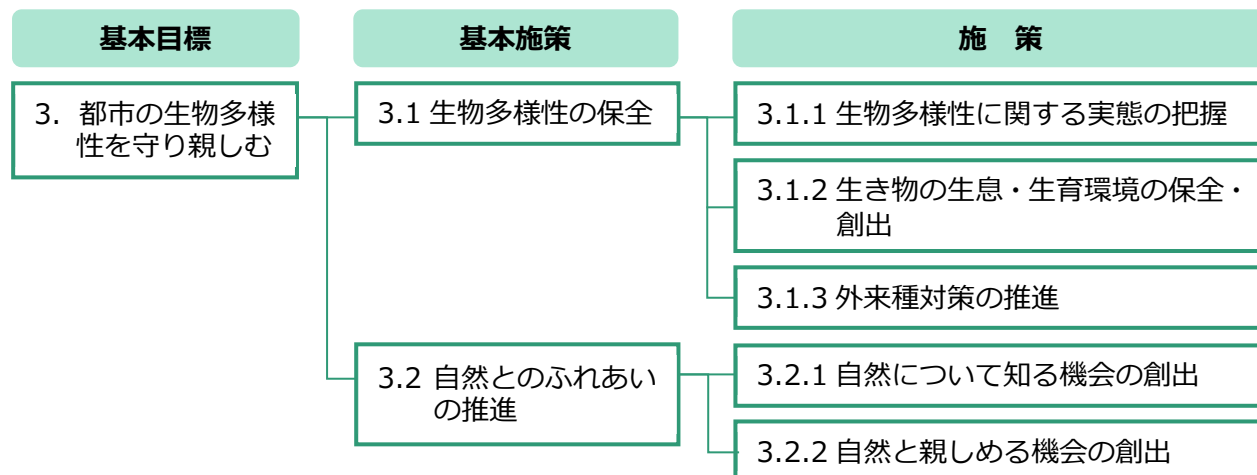 基本目標
基本施策
施　策
3. 都市の生物多様
性を守り親しむ
3.1 生物多様性の保全
3.1.1 生物多様性に関する実態の把握
3.1.2 生き物の生息・生育環境の保全・
創出
3.1.3 外来種対策の推進
3.2 自然とのふれあい
の推進
3.2.1 自然について知る機会の創出
3.2.2 自然と親しめる機会の創出